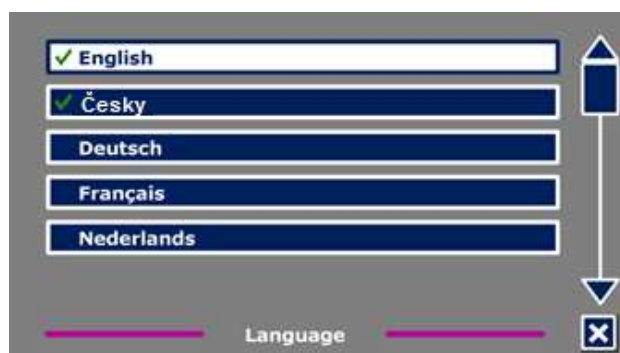 English
Česky
Deutsch
Français
Nederlands
Language